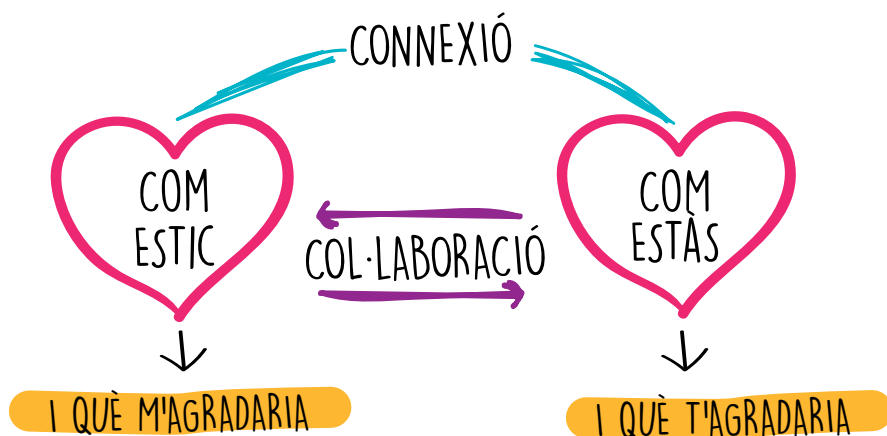 CONNEXIÓ
COM
ESTIC
COM
ESTÀS
COL·LABORACIÓ
I QUÈ M'AGRADARIA
I QUÈ T'AGRADARIA